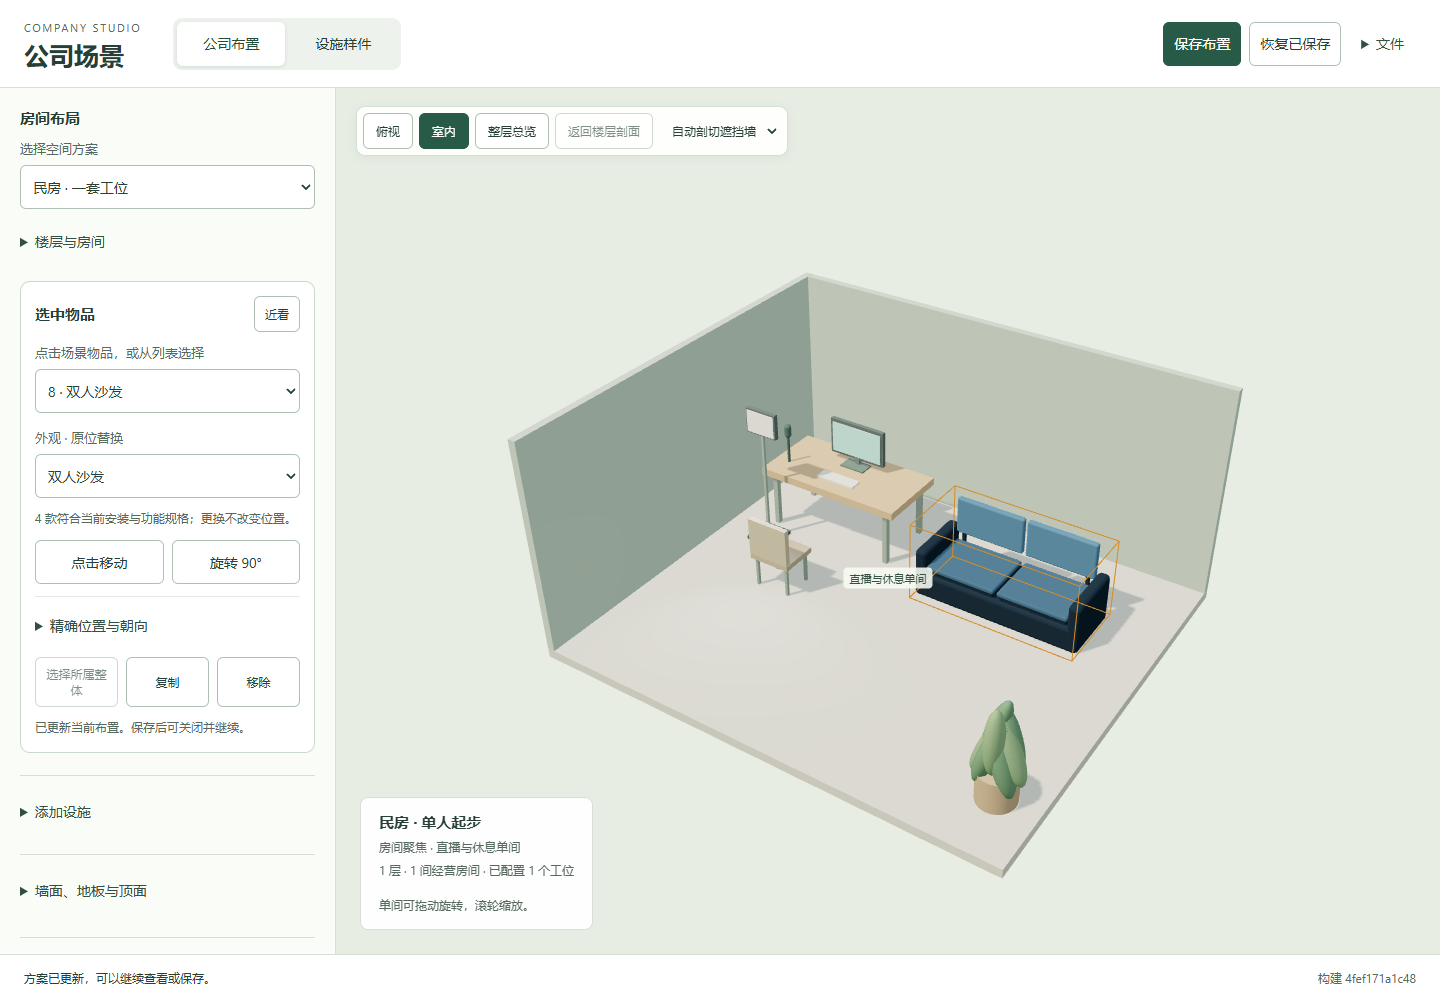 COMPANY STUDIO
公司场景
公司布置
设施样件
保存布置
恢复已保存
▶ 文件
房间布局
选择空间方案
民房 · 一套工位
▶ 楼层与房间
选中物品
近看
点击场景物品，或从列表选择
8 · 双人沙发
外观 · 原位替换
双人沙发
4 款符合当前安装与功能规格；更换不改变位置。
点击移动
旋转 90°
▶ 精确位置与朝向
选择所属整
体
复制
移除
已更新当前布置。保存后可关闭并继续。
▶ 添加设施
▶ 墙面、地板与顶面
俯视
室内
整层总览
返回楼层剖面
自动剖切遮挡墙
直播与休息单间
民房 · 单人起步
房间聚焦 · 直播与休息单间
1 层 · 1 间经营房间 · 已配置 1 个工位
单间可拖动旋转，滚轮缩放。
方案已更新，可以继续查看或保存。
构建 4fef171a1c48